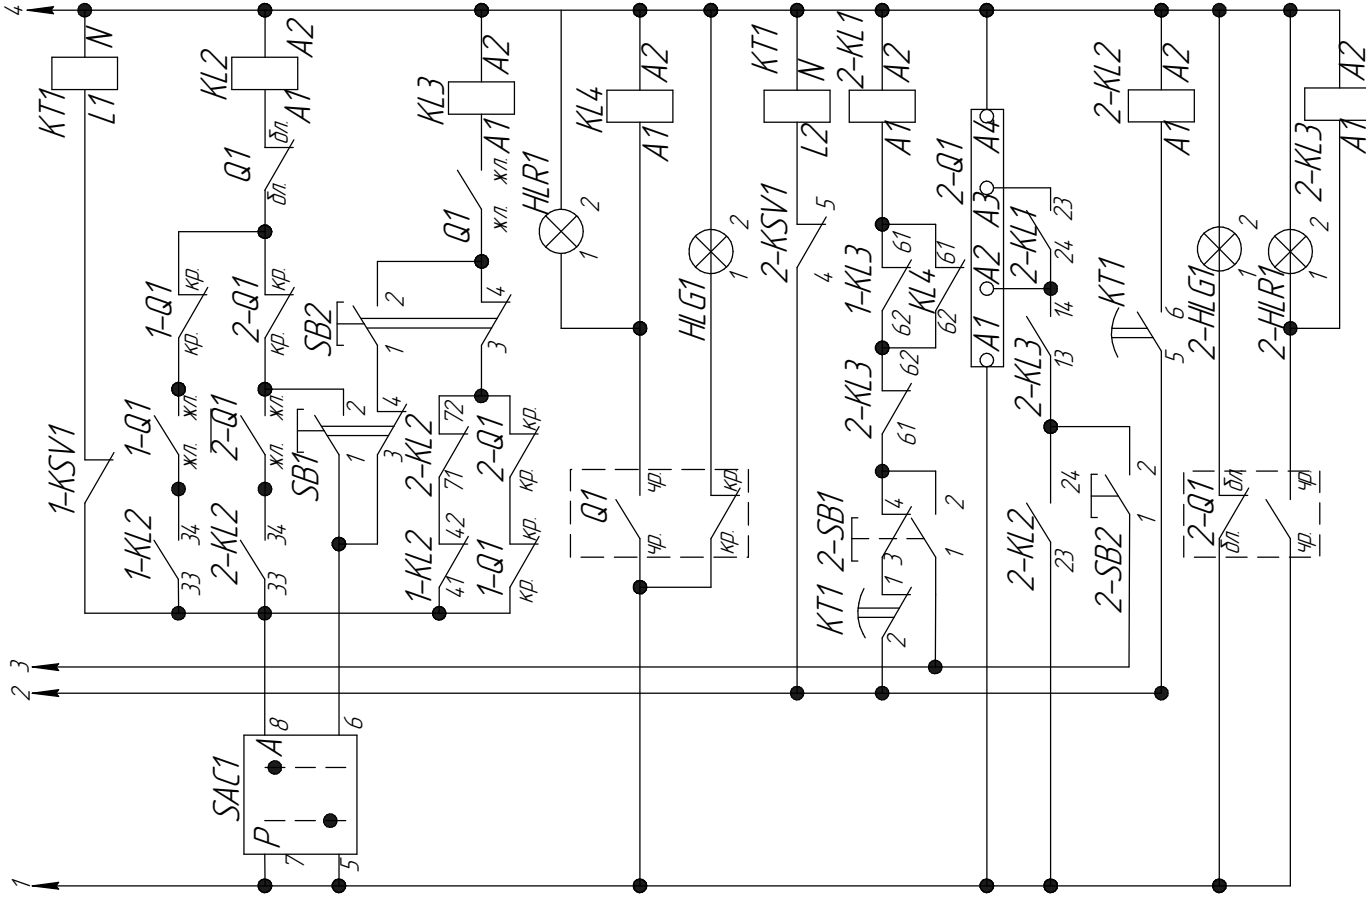 4
N
KT1
L1
1-KSV1
A2
KL2
A1
бл.
Q1
бл.
кр.
1-Q1
кр.
кр.
2-Q1
кр.
жл.
1-Q1
жл.
жл.
2-Q1
жл.
34
1-KL2
33
34
2-KL2
33
A2
KL3
A1
жл.
Q1
жл.
SB2
2
1
4
3
SB1
2
1
4
3
72
2-KL2
71
кр.
2-Q1
кр.
42
1-KL2
41
кр.
1-Q1
кр.
HLR1
2
1
A2
KL4
A1
HLG1
2
1
Q1
чр.
чр.
кр.
кр.
KT1
N
L2
2-KSV1
5
4
2-KL1
A2
A1
1-KL3
61
62
KL4
61
62
2-KL3
62
61
2-SB1
4
3
2
1
KT1
1
2
2-Q1
A4
A3
A2
A1
2-KL1
23
24
2-KL3
14
13
2-KL2
24
23
2-SB2
2
1
2-KL2
A2
A1
KT1
6
5
2-HLG1
2
1
2-HLR1
2
1
2-KL3
A2
A1
2-Q1
бл.
бл.
чр.
чр.
3
2
SAC1
A
P
8
6
7
5
1